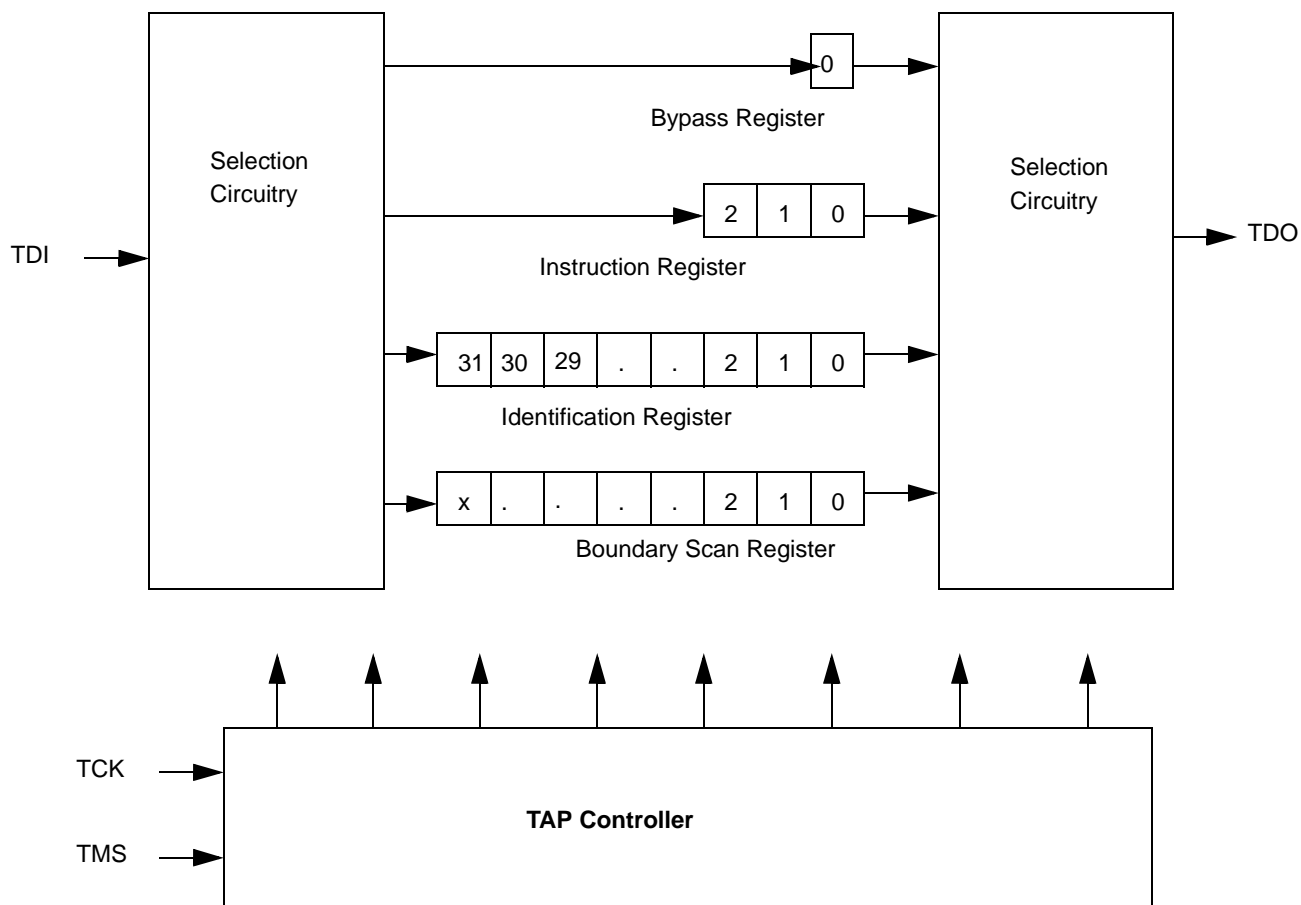 0
Bypass Register
Selection
Circuitry
Selection
Circuitry
2 1 0
TDI
TDO
Instruction Register
31 30 29 . . 2 1 0
Identification Register
x . . . . 2 1 0
Boundary Scan Register
TCK
TAP Controller
TMS